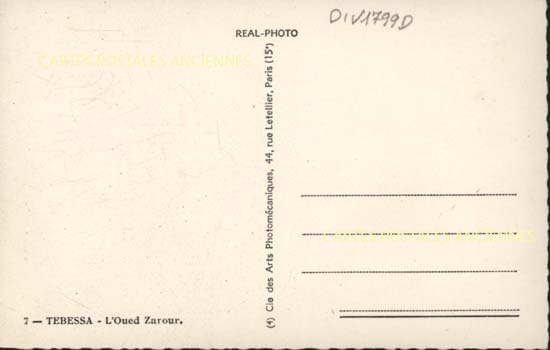 REAL-PHOTO
DIV1799D
CARTES POSTALES ANCIENNES
(4) Cie des Arts Photomécaniques, 44, rue Letellier, Paris (15e)
CARTES POSTALES ANCIENNES
7 — TEBESSA - L'Oued Zarour.